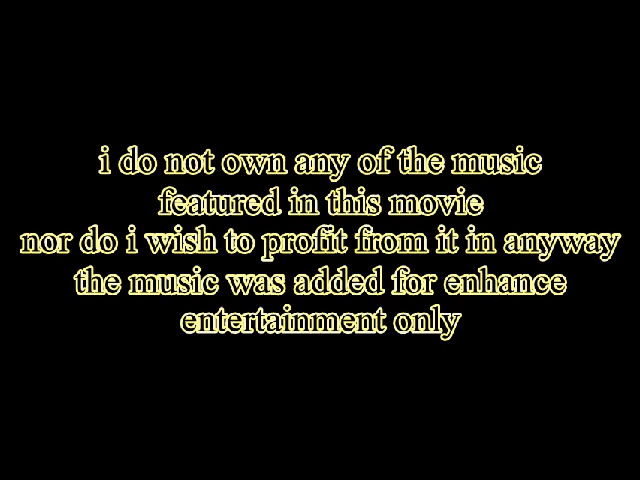 i do not own any of the music
featured in this movie
nor do i wish to profit from it in anyway
the music was added for enhance
entertainment only